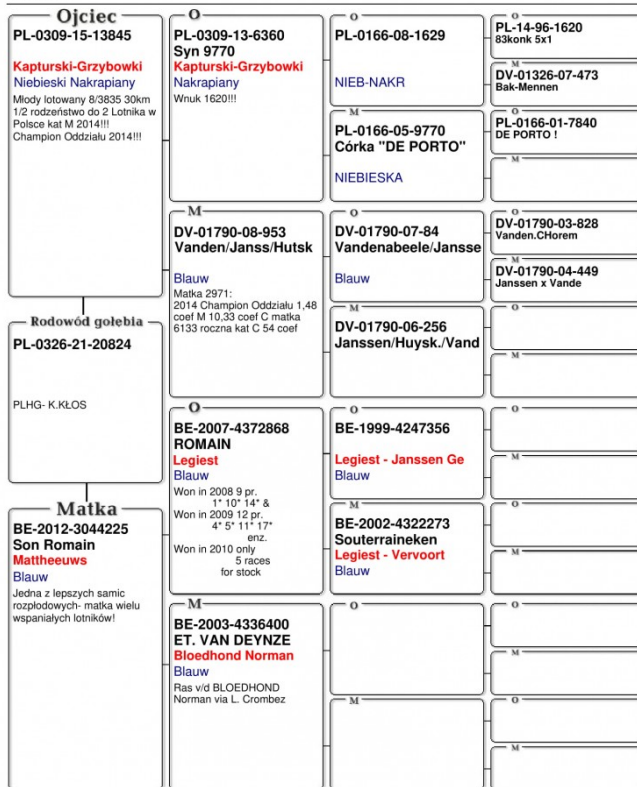 Ojciec
PL-0309-15-13845
Kapturski-Grzybowki
Niebieski Nakrapiany
Młody lotowany 8/3835 30km
1/2 rodzeństwo do 2 Lotnika w
Polsce kat M 2014!!!
Champion Oddziału 2014!!!
Rodowód gołebia
PL-0326-21-20824
PLHG- K.KŁOS
Matka
BE-2012-3044225
Son Romain
Mattheeuws
Blauw
Jedna z lepszych samic
rozpłodowych- matka wielu
wspaniałych lotników!
O
PL-0309-13-6360
Syn 9770
Kapturski-Grzybowki
Nakrapiany
Wnuk 1620!!!
M
DV-01790-08-953
Vanden/Janss/Hutsk
Blauw
Matka 2971:
2014 Champion Oddziału 1,48
coef M 10,33 coef C matka
6133 roczna kat C 54 coef
O
BE-2007-4372868
ROMAIN
Legiest
Blauw
Won in 2008 9 pr.
1* 10* 14* &
Won in 2009 12 pr.
4* 5* 11* 17*
enz.
Won in 2010 only
5 races
for stock
M
BE-2003-4336400
ET. VAN DEYNZE
Bloedhond Norman
Blauw
Ras v/d BLOEDHOND
Norman via L. Crombez
O
PL-0166-08-1629
NIEB-NAKR
M
PL-0166-05-9770
Córka "DE PORTO"
NIEBIESKA
O
DV-01790-07-84
Vandenabeele/Jansse
Blauw
M
DV-01790-06-256
Janssen/Huysk./Vand
O
BE-1999-4247356
Legiest - Janssen Ge
Blauw
M
BE-2002-4322273
Souterraineken
Legiest - Vervoort
Blauw
O
M
O
PL-14-96-1620
83konk 5x1
M
DV-01326-07-473
Bak-Mennen
O
PL-0166-01-7840
DE PORTO !
M
O
DV-01790-03-828
Vanden.CHorem
M
DV-01790-04-449
Janssen x Vande
O
M
O
M
O
M
O
M
O
M